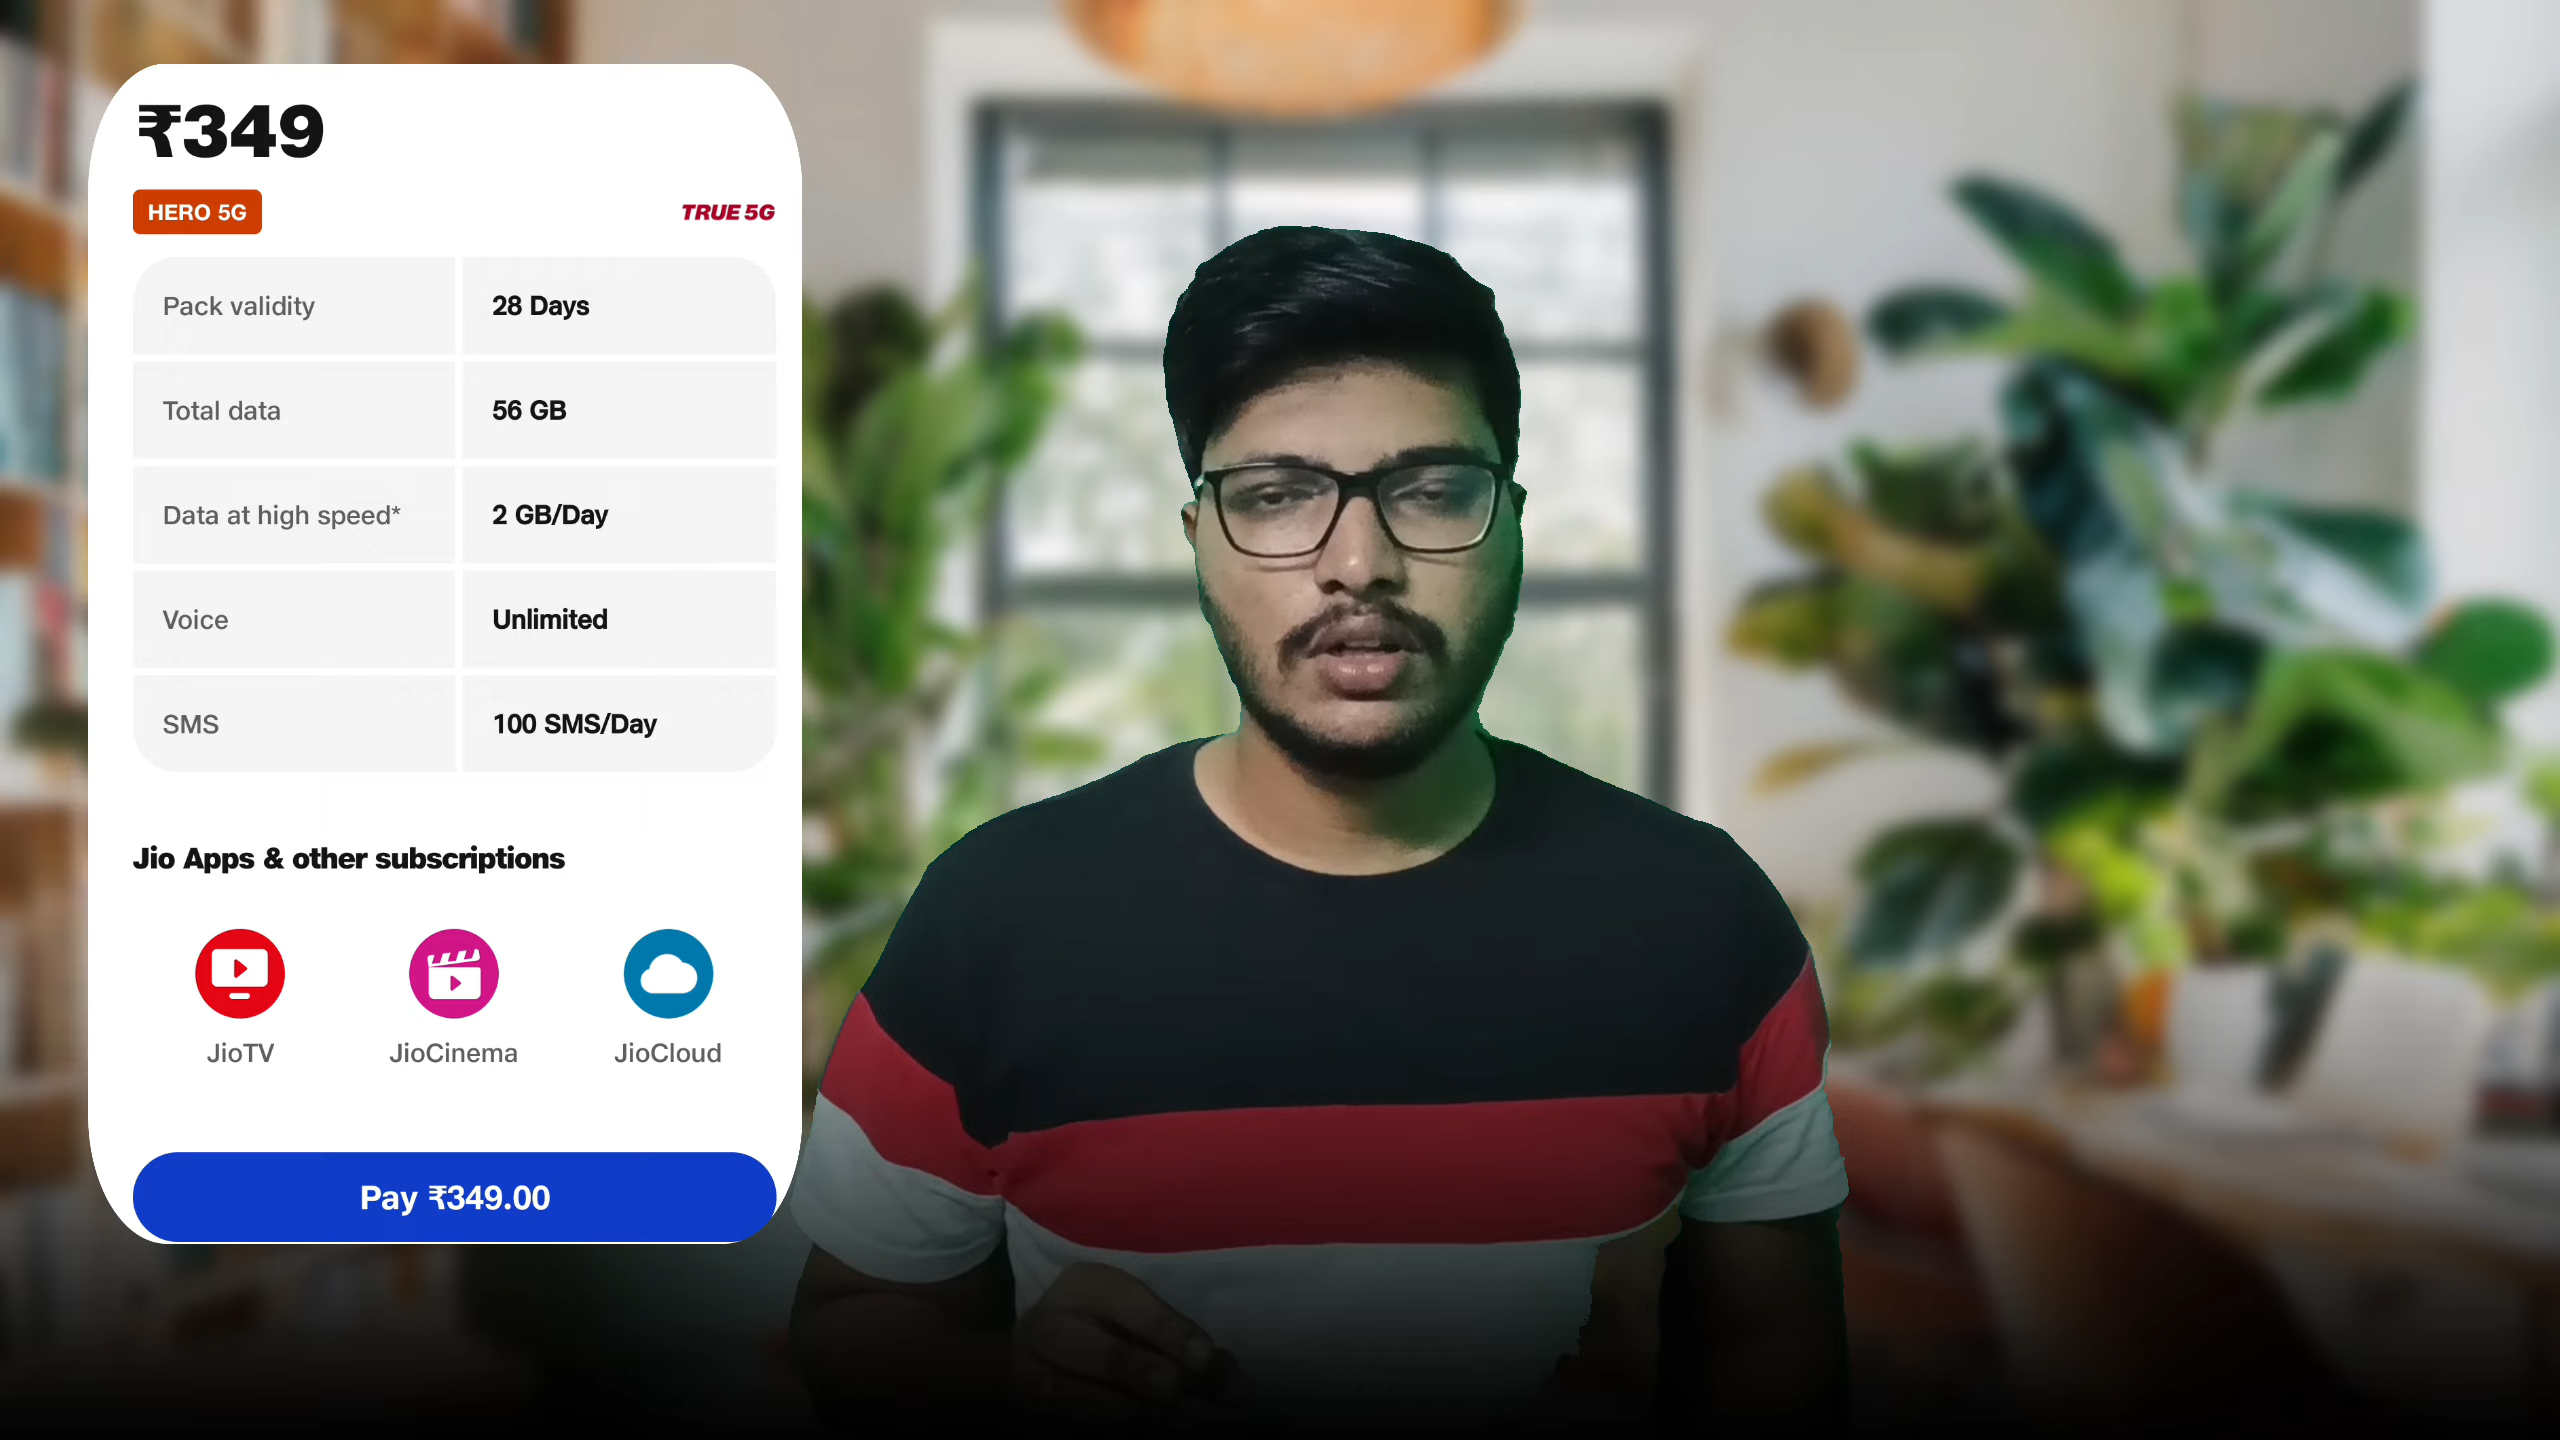 ₹349
HERO 5G
TRUE 5G
Pack validity 28 Days
Total data 56 GB
Data at high speed* 2 GB/Day
Voice Unlimited
SMS 100 SMS/Day
Jio Apps & other subscriptions
JioTV JioCinema JioCloud
Pay ₹349.00